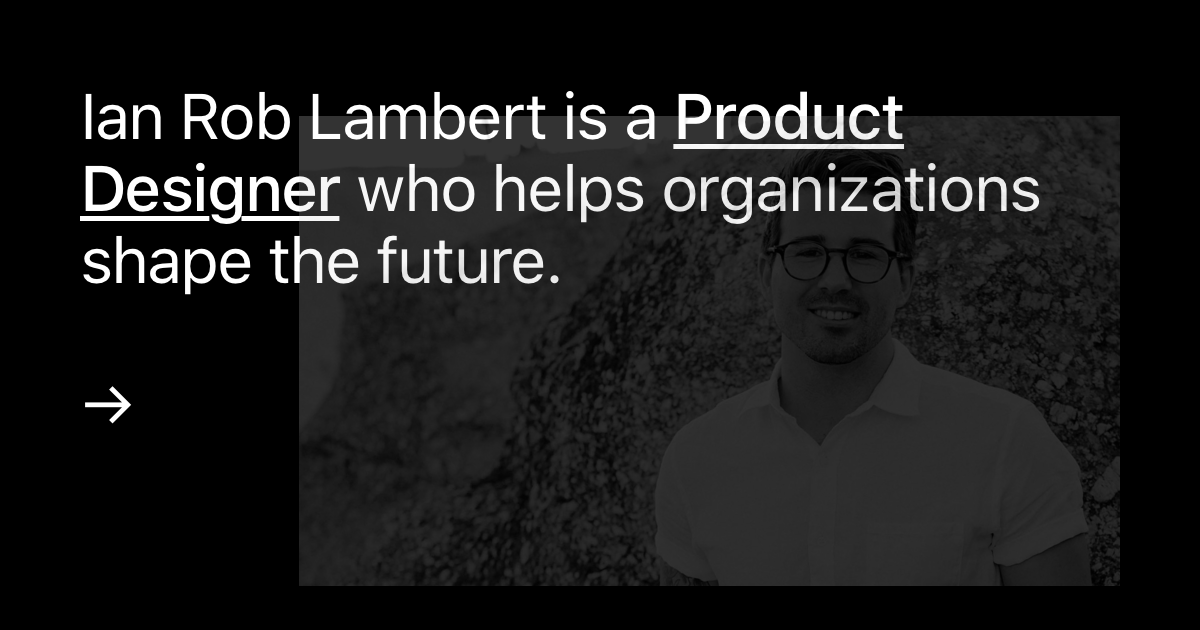 Ian Rob Lambert is a Product
Designer who helps organizations
shape the future.